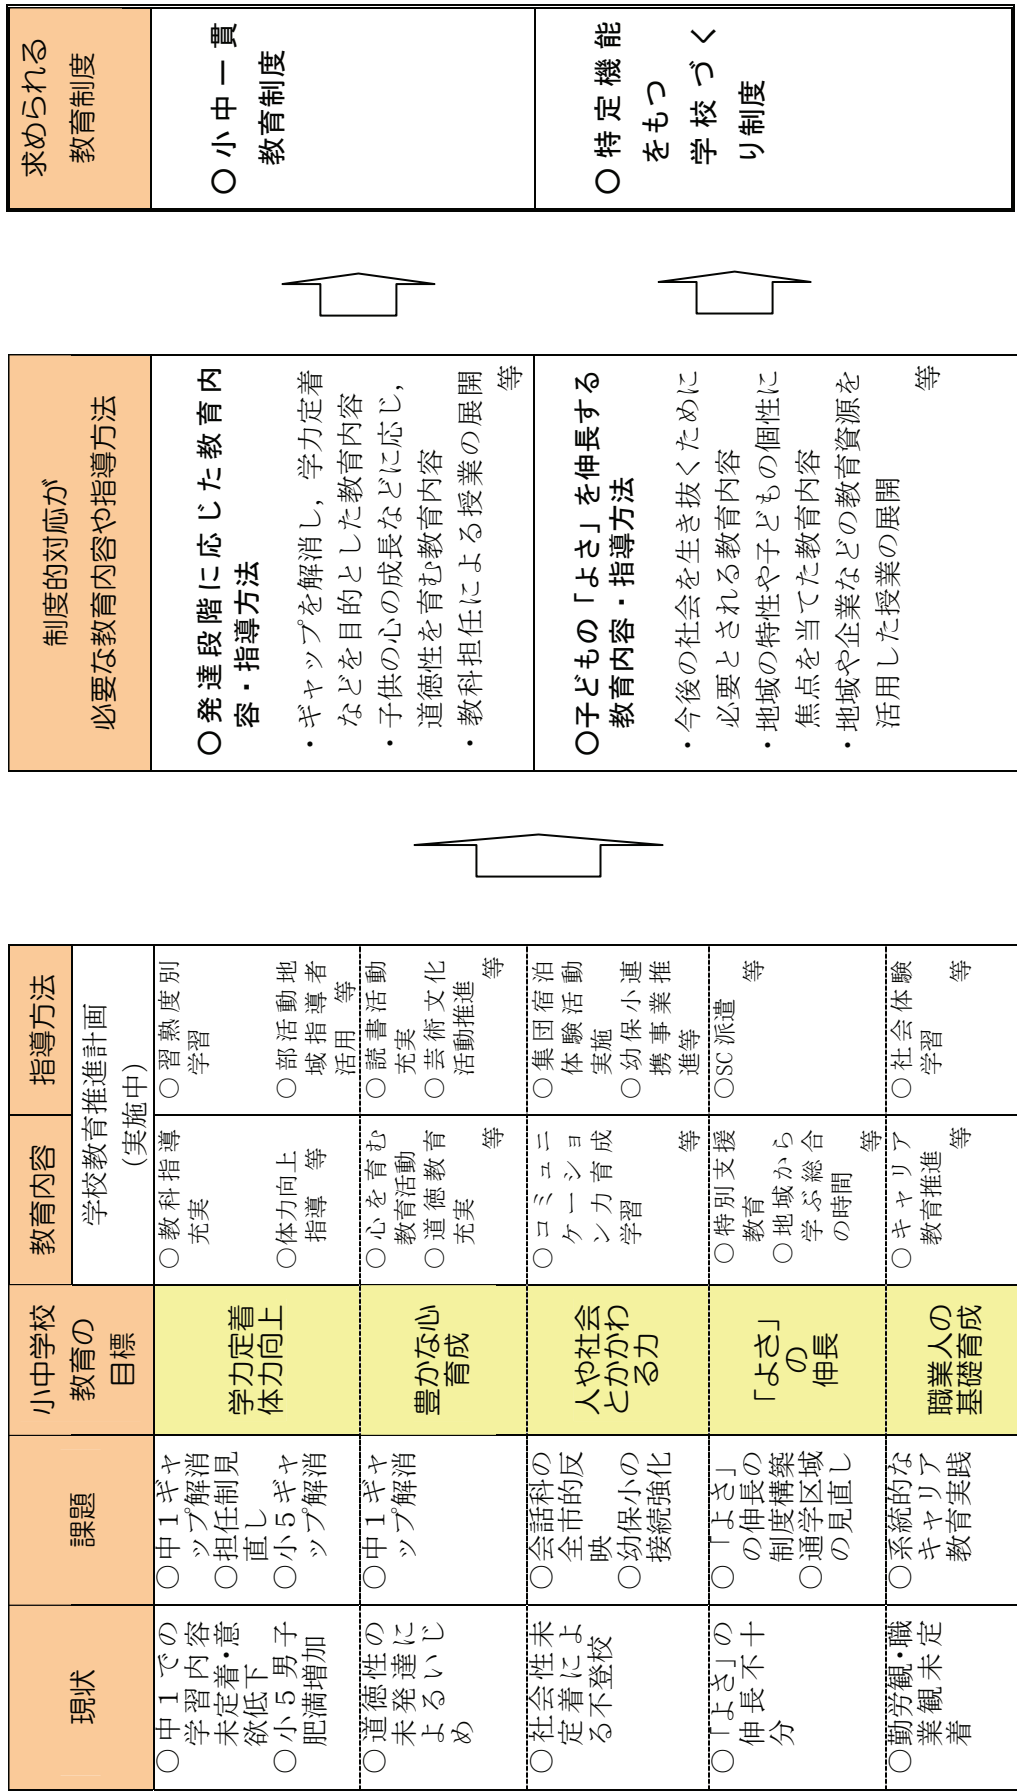 現状
課題
小中学校
教育の
目標
教育内容
指導方法
学校教育推進計画
（実施中）
○中１での
学習内容
未定着・意
欲低下
○小５男子
肥満増加
○中１ギャ
ップ解消
○担任制見
直し
○小５ギャ
ップ解消
学力定着
体力向上
○教科指導
充実
○体力向上
指導　等
○習熟度別
学習
○部活動地
域指導者
活用　等
○道徳性の
未発達に
よるいじ
め
○中１ギャ
ップ解消
豊かな心
育成
○心を育む
教育活動
○道徳教育
充実
等
○読書活動
充実
○芸術文化
活動推進
等
○社会性未
定着によ
る不登校
○会話科の
全市的反
映
○幼保小の
接続強化
人や社会
とかかわ
る力
○コミュニ
ケーショ
ン力育成
学習
等
○集団宿泊
体験活動
実施
○幼保小連
携事業推
進等
○「よさ」の
伸長不十
分
○「よさ」
の伸長の
制度構築
○通学区域
の見直し
「よさ」
の
伸長
○特別支援
教育
○地域から
学ぶ総合
の時間
等
○SC派遣
等
○勤労観・職
業観未定
着
○系統的な
キャリア
教育実践
職業人の
基礎育成
○キャリア
教育推進
等
○社会体験
学習
等
制度的対応が
必要な教育内容や指導方法
○発達段階に応じた教育内
容・指導方法
・ギャップを解消し，学力定着
などを目的とした教育内容
・子供の心の成長などに応じ，
道徳性を育む教育内容
・教科担任による授業の展開
等
○子どもの「よさ」を伸長する
教育内容・指導方法
・今後の社会を生き抜くために
必要とされる教育内容
・地域の特性や子どもの個性に
焦点を当てた教育内容
・地域や企業などの教育資源を
活用した授業の展開
等
求められる
教育制度
○小中一貫
教育制度
○特定機能
をもつ
学校づく
り制度